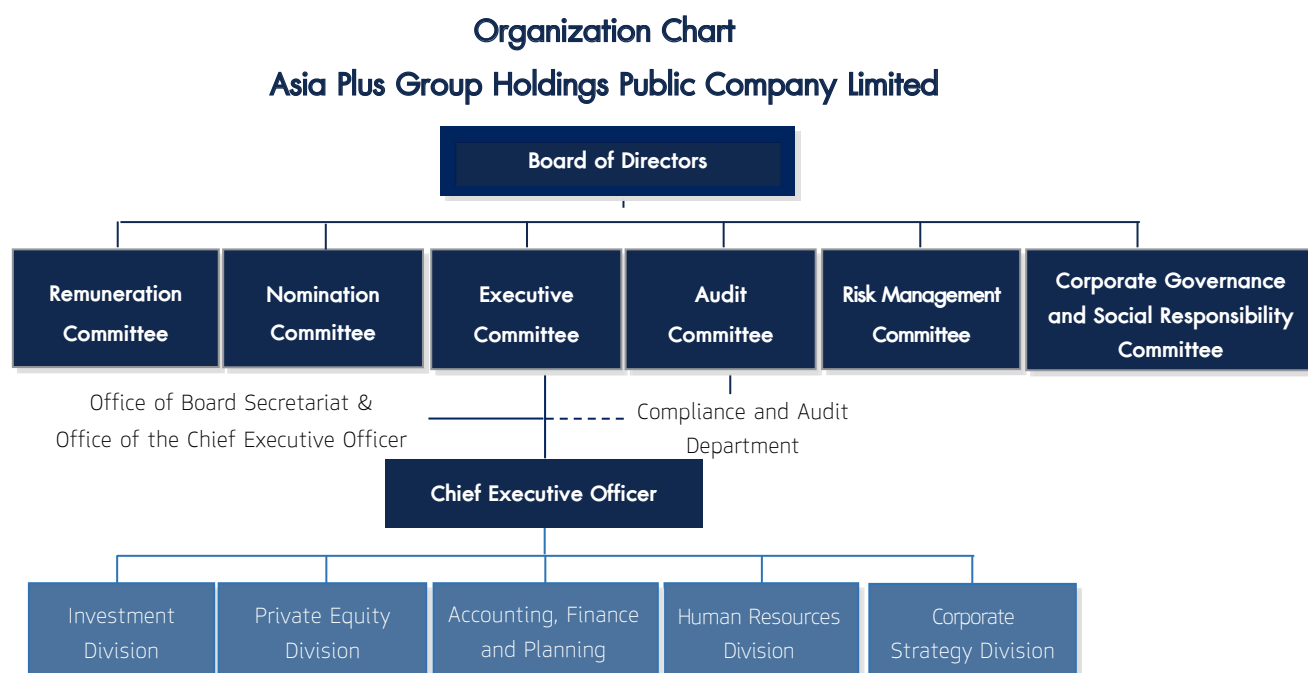 Organization Chart
Asia Plus Group Holdings Public Company Limited
Board of Directors
Remuneration
Committee
Nomination
Committee
Executive
Committee
Audit
Committee
Risk Management
Committee
Corporate Governance
and Social Responsibility
Committee
Office of Board Secretariat &
Office of the Chief Executive Officer
Compliance and Audit
Department
Chief Executive Officer
Investment
Division
Private Equity
Division
Accounting, Finance
and Planning
Human Resources
Division
Corporate
Strategy Division